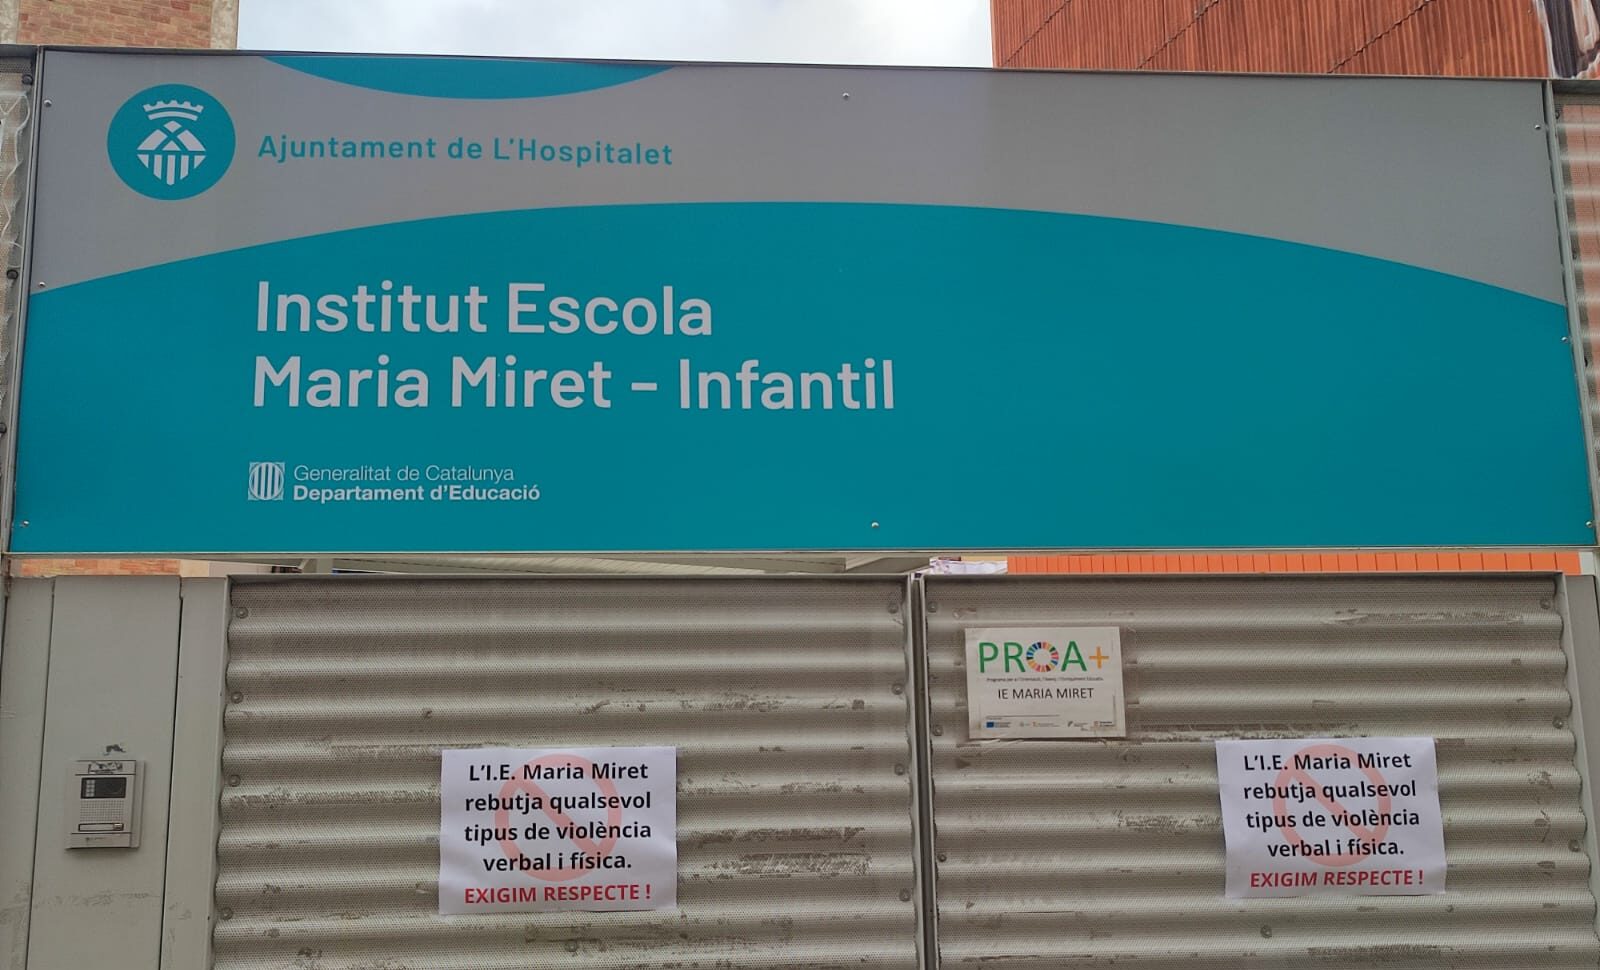 Ajuntament de L'Hospitalet
Institut Escola
Maria Miret - Infantil
Generalitat de Catalunya
Departament d'Educació
PROA+
IE MARIA MIRET
L'I.E. Maria Miret
rebutja qualsevol
tipus de violència
verbal i física.
EXIGIM RESPECTE !
L'I.E. Maria Miret
rebutja qualsevol
tipus de violència
verbal i física.
EXIGIM RESPECTE !